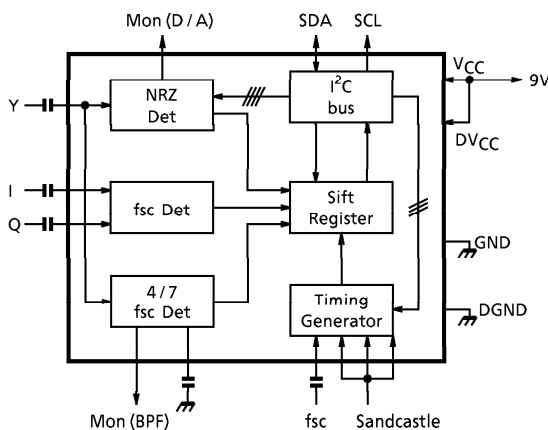 Mon (D / A)
SDA
SCL
VCC
9V
NRZ
Det
I²C
bus
Y
DVCC
I
fsc Det
Sift
Register
Q
GND
4 / 7
fsc Det
Timing
Generator
DGND
Mon (BPF)
fsc
Sandcastle